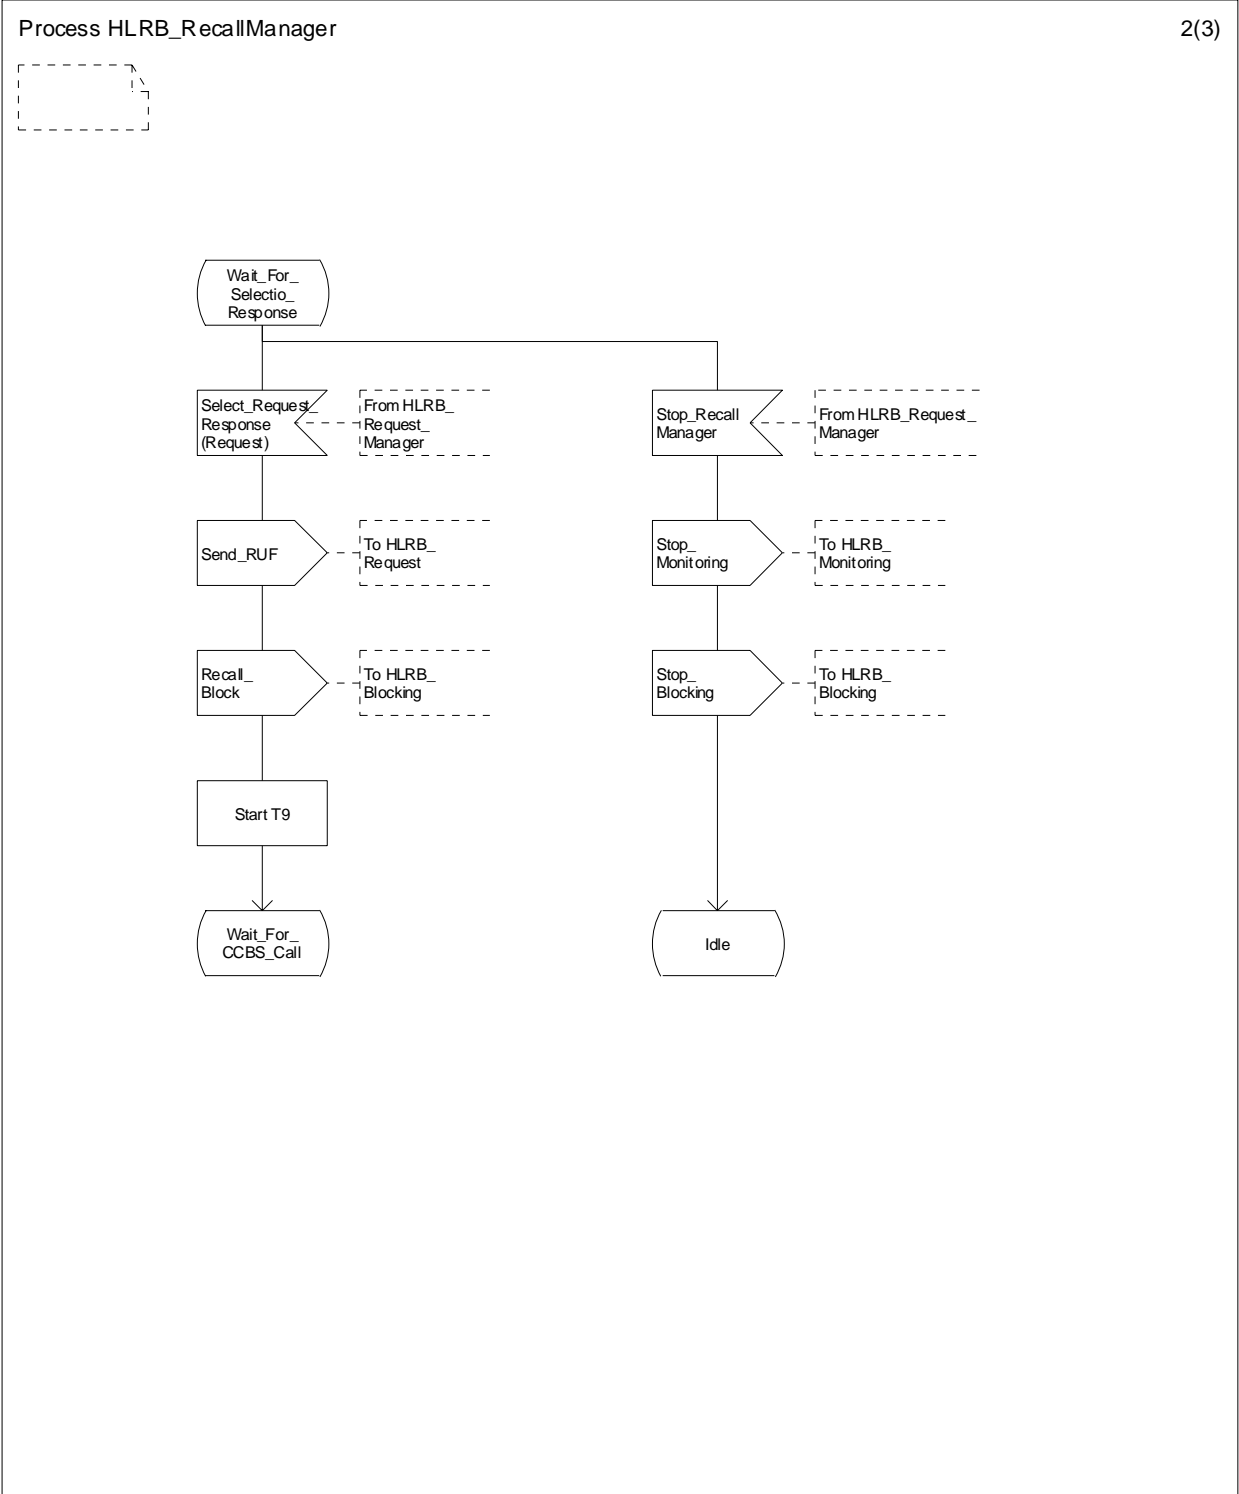 Process HLRB_RecallManager
2(3)
Wait_For_
Selectio_
Response
Select_Request_
Response
(Request)
From HLRB_
Request_
Manager
Stop_Recall
Manager
From HLRB_Request_
Manager
Send_RUF
To HLRB_
Request
Stop_
Monitoring
To HLRB_
Monitoring
Recall_
Block
To HLRB_
Blocking
Stop_
Blocking
To HLRB_
Blocking
Start T9
Wait_For_
CCBS_Call
Idle